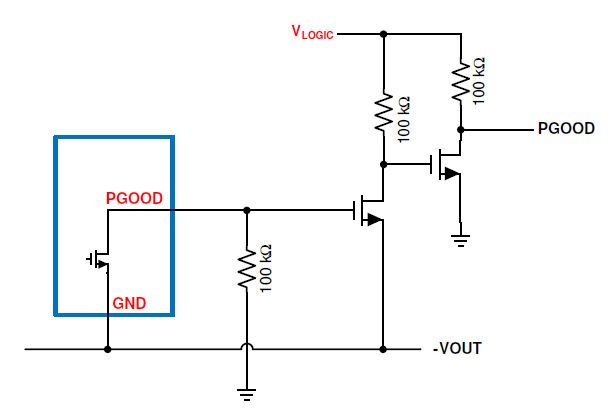 VLOGIC
100 kΩ
100 kΩ
PGOOD
PGOOD
100 kΩ
GND
-VOUT